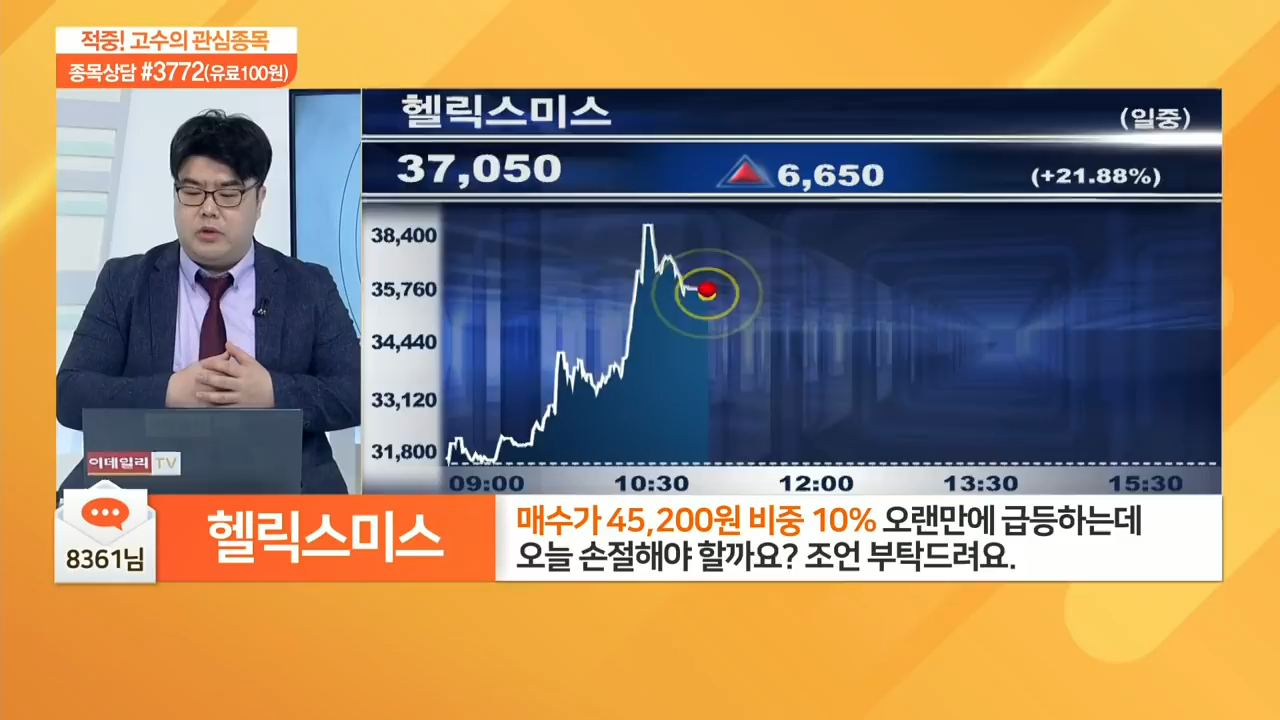 적중! 고수의 관심종목
종목상담 #3772(유료100원)
헬릭스미스
(일중)
37,050 6,650 (+21.88%)
38,400
35,760
34,440
33,120
31,800
09:00 10:30 12:00 13:30 15:30
이데일리 TV
8361님
헬릭스미스
매수가 45,200원 비중 10% 오랜만에 급등하는데
오늘 손절해야 할까요? 조언 부탁드려요.